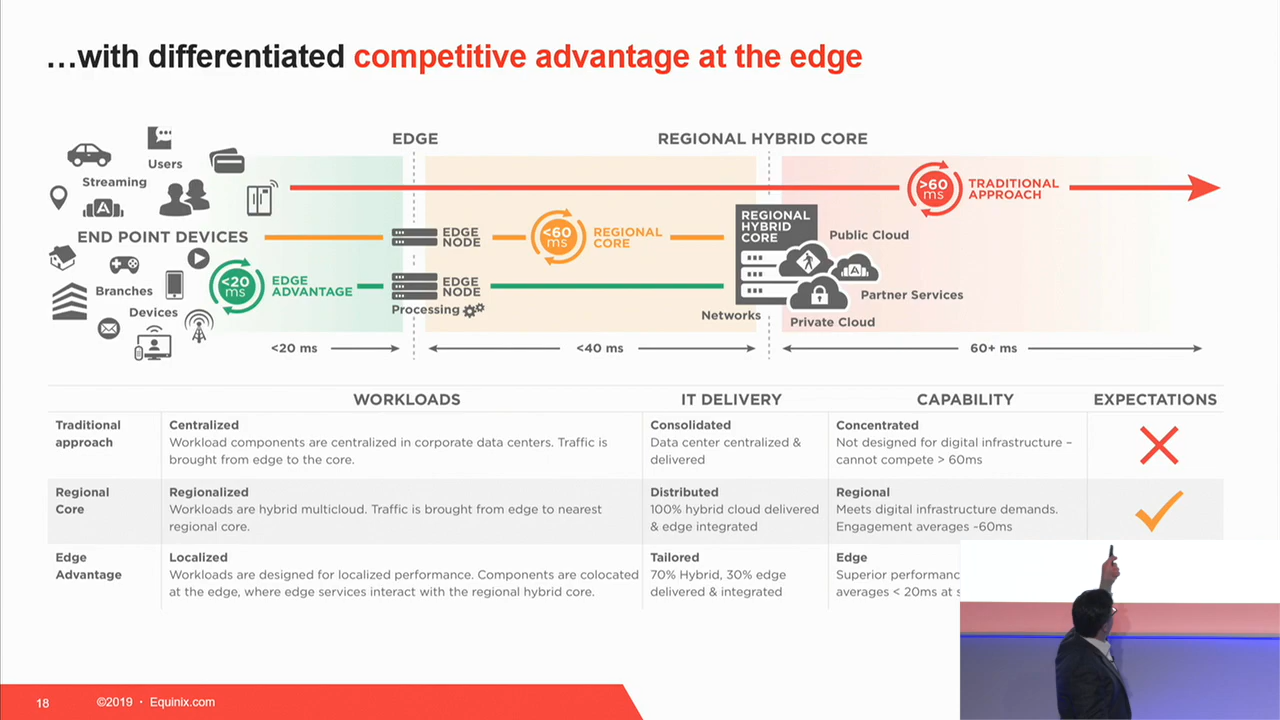 ...with differentiated competitive advantage at the edge
EDGE
REGIONAL HYBRID CORE
Users
Streaming
A
>60
ms
TRADITIONAL
APPROACH
END POINT DEVICES
EDGE
NODE
<60
ms
REGIONAL
CORE
REGIONAL
HYBRID
CORE
Public Cloud
Branches
Devices
<20
ms
EDGE
ADVANTAGE
EDGE
NODE
Processing
Networks
A
Partner Services
Private Cloud
<20 ms
<40 ms
60+ ms
WORKLOADS
IT DELIVERY
CAPABILITY
EXPECTATIONS
Traditional
approach
Centralized
Workload components are centralized in corporate data centers. Traffic is
brought from edge to the core.
Consolidated
Data center centralized &
delivered
Concentrated
Not designed for digital infrastructure –
cannot compete > 60ms
Regional
Core
Regionalized
Workloads are hybrid multicloud. Traffic is brought from edge to nearest
regional core.
Distributed
100% hybrid cloud delivered
& edge integrated
Regional
Meets digital infrastructure demands.
Engagement averages ~60ms
Edge
Advantage
Localized
Workloads are designed for localized performance. Components are colocated
at the edge, where edge services interact with the regional hybrid core.
Tailored
70% Hybrid, 30% edge
delivered & integrated
Edge
Superior
averages < 20ms at
18
©2019 · Equinix.com